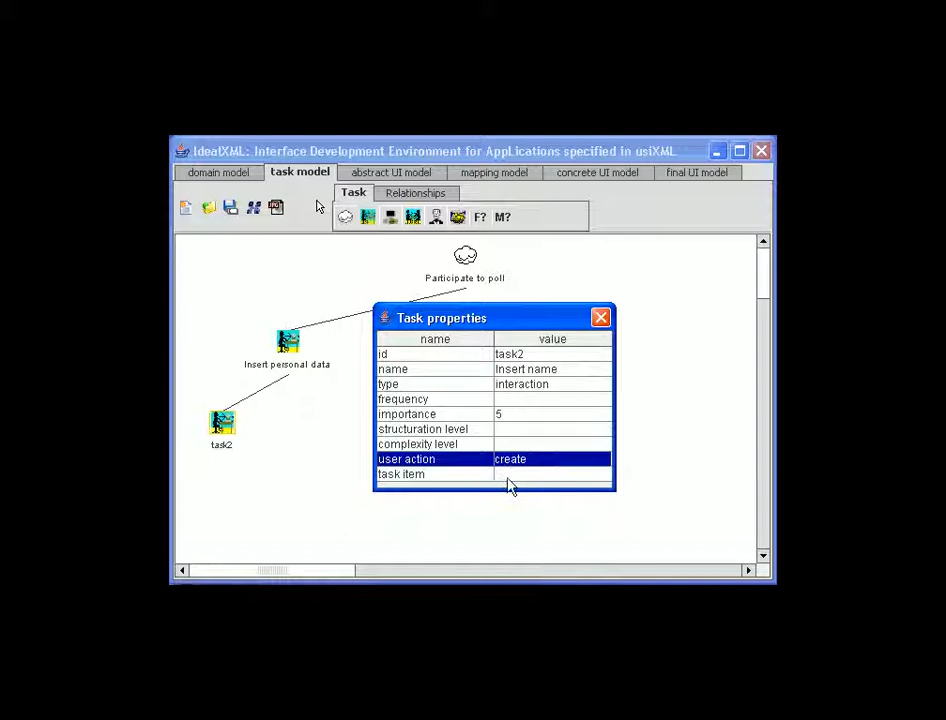 IdealXML: Interface Development Environment for AppLications specified in usiXML
domain model task model abstract UI model mapping model concrete UI model final UI model
Task Relationships
F? M?
Participate to poll
Task properties
name value
id task2
name Insert name
type interaction
frequency
importance 5
structuration level
complexity level
user action create
task item
Insert personal data
task2